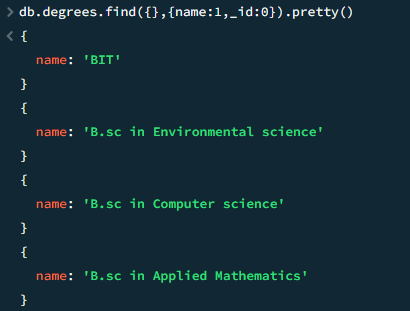 > db.degrees.find({},{name:1,_id:0}).pretty()
< {
name: 'BIT'
}
{
name: 'B.sc in Environmental science'
}
{
name: 'B.sc in Computer science'
}
{
name: 'B.sc in Applied Mathematics'
}